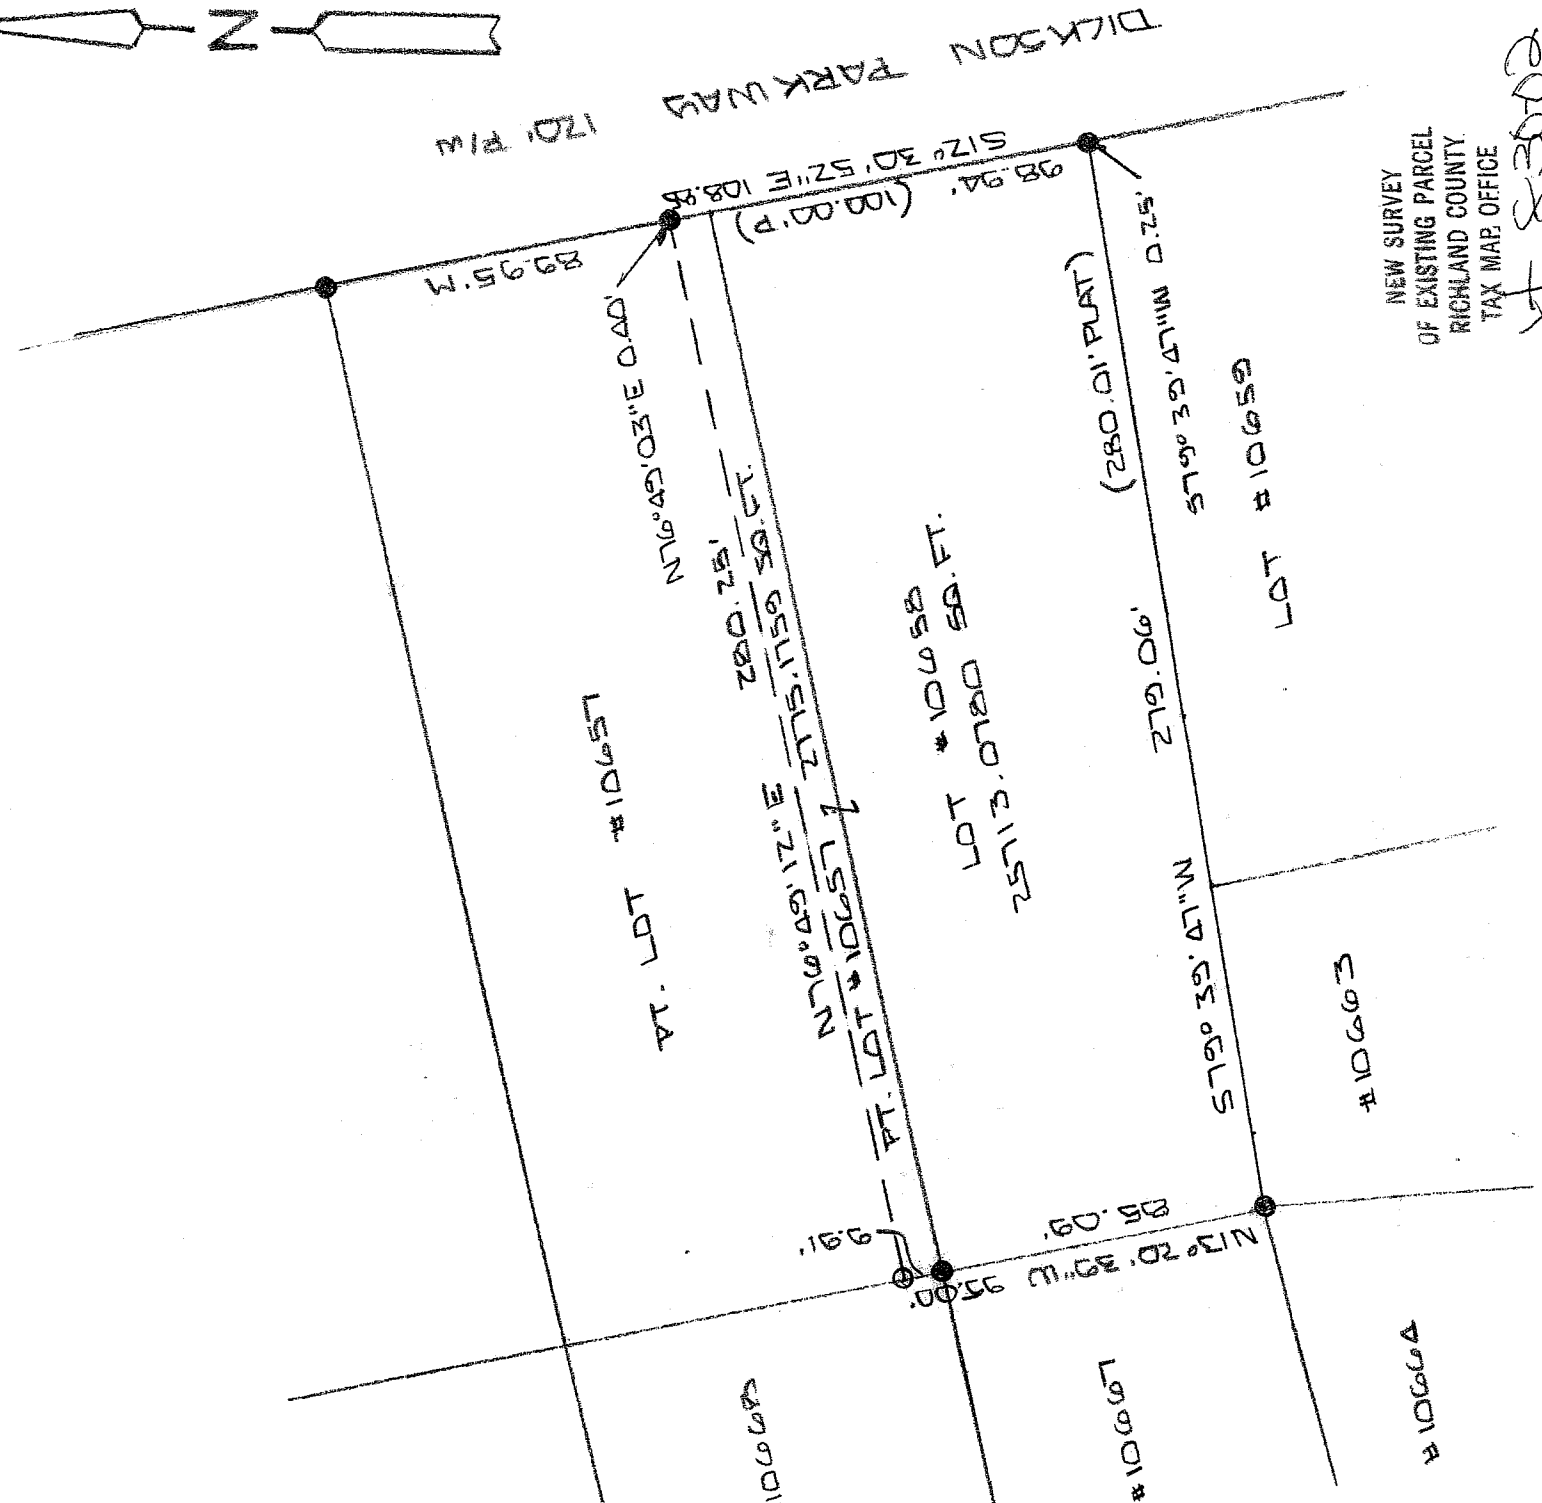 N
DICKSON PARKWAY 120' R/W
S12° 30' 52"E 108.88
98.94'
(100.00'P)
89.95'M
N76°49'03"E 0.40'
S79°39'47"W 0.25'
(280.01'PLAT)
279.06'
S79° 39' 47"W
LOT #10659
NEW SURVEY
OF EXISTING PARCEL
RICHLAND COUNTY
TAX MAP OFFICE
LOT #10658
25713.0780 SQ.FT.
PT. LOT #10657 2775.1759 SQ.FT.
280.25'
N76°49'12"E
PT. LOT #10657
#10663
85.09'
9.91'
N13°20'39"W 95.00'
10668
#10667
#10664